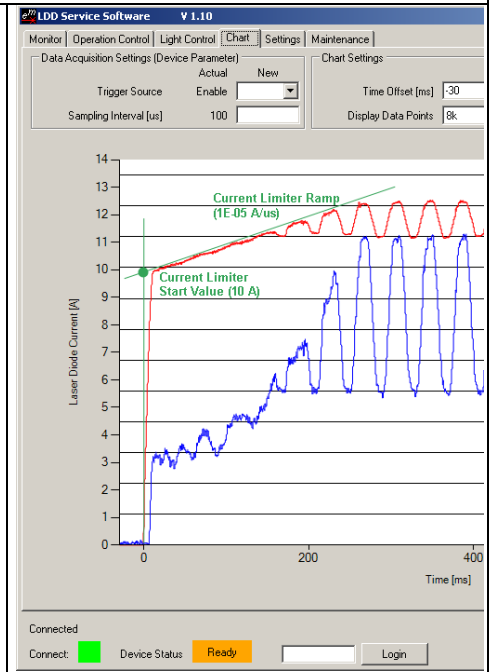 em LDD Service Software V 1.10
Monitor Operation Control Light Control Chart Settings Maintenance
Data Acquisition Settings (Device Parameter)
Actual New
Trigger Source Enable
Sampling Interval [us] 100
Chart Settings
Time Offset [ms] -30
Display Data Points 8k
14
13
12
11
10
9
8
7
6
5
4
3
2
1
0
Laser Diode Current [A]
Current Limiter Ramp
(1E-05 A/us)
Current Limiter
Start Value (10 A)
0 200 400
Time [ms]
Connected
Connect: Device Status Ready Login